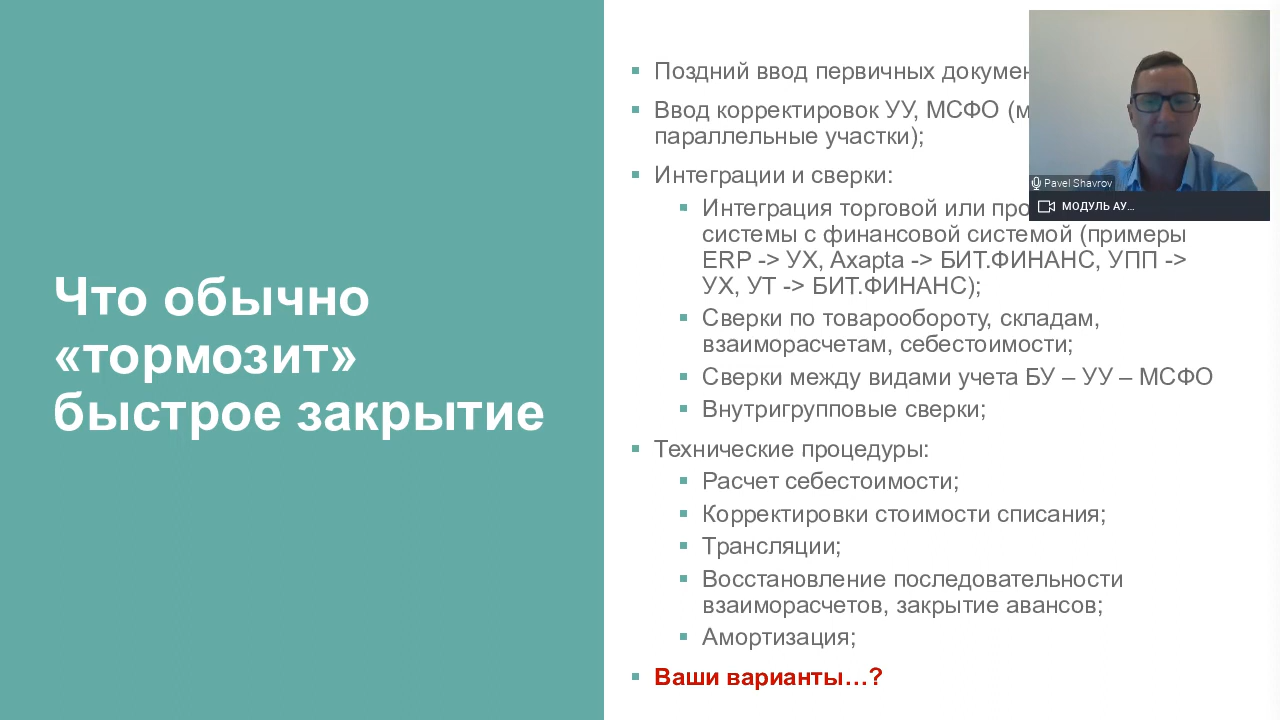 Что обычно
«тормозит»
быстрое закрытие
Поздний ввод первичных
Ввод корректировок УУ, МСФО
параллельные участки);
Интеграции и сверки:
Интеграция торговой или
системы с финансовой системой (примеры
ERP -> УХ, Axapta -> БИТ.ФИНАНС, УПП ->
УХ, УТ -> БИТ.ФИНАНС);
Сверки по товарообороту, складам,
взаиморасчетам, себестоимости;
Сверки между видами учета БУ – УУ – МСФО
Внутригрупповые сверки;
Технические процедуры:
Расчет себестоимости;
Корректировки стоимости списания;
Трансляции;
Восстановление последовательности
взаиморасчетов, закрытие авансов;
Амортизация;
Ваши варианты…?
Pavel Shavrov
МОДУЛЬ АУ…